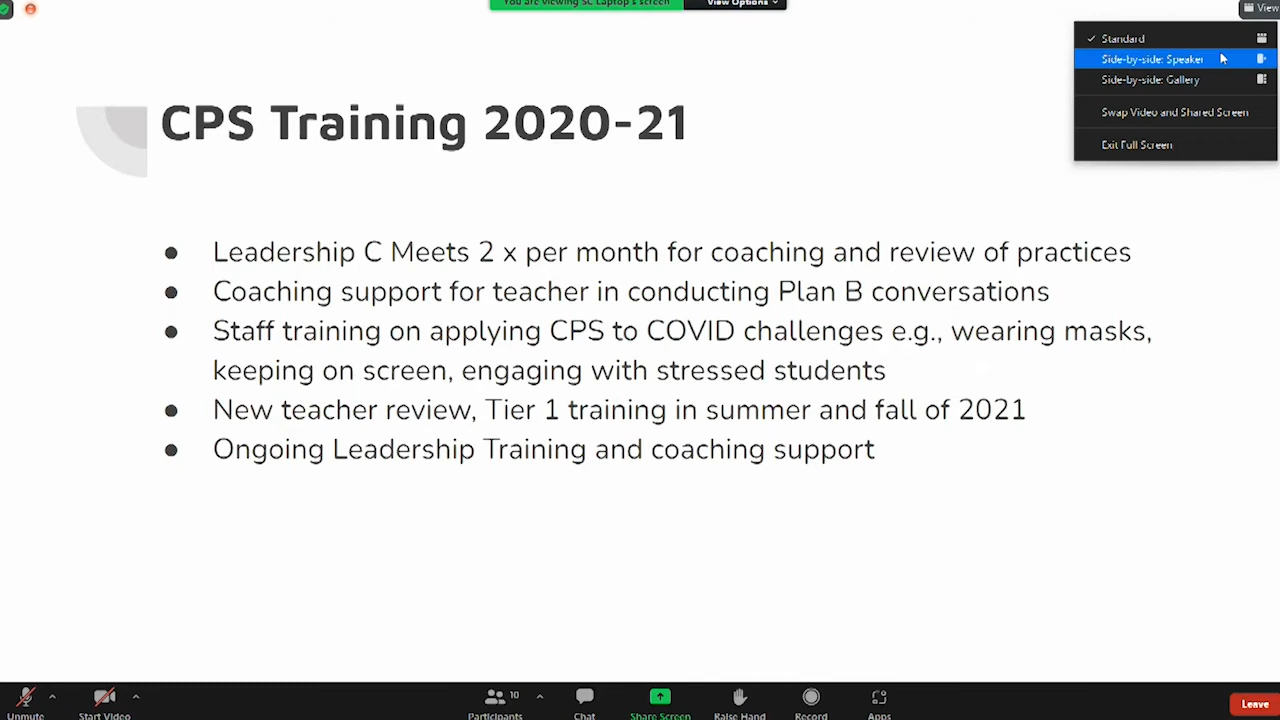 You are viewing SC Laptop's screen
View Options
View
Standard
Side-by-side: Speaker
Side-by-side: Gallery
Swap Video and Shared Screen
Exit Full Screen
CPS Training 2020-21
Leadership C Meets 2 x per month for coaching and review of practices
Coaching support for teacher in conducting Plan B conversations
Staff training on applying CPS to COVID challenges e.g., wearing masks,
keeping on screen, engaging with stressed students
New teacher review, Tier 1 training in summer and fall of 2021
Ongoing Leadership Training and coaching support
Unmute
Start Video
Participants
10
Chat
Share Screen
Raise Hand
Record
Apps
Leave